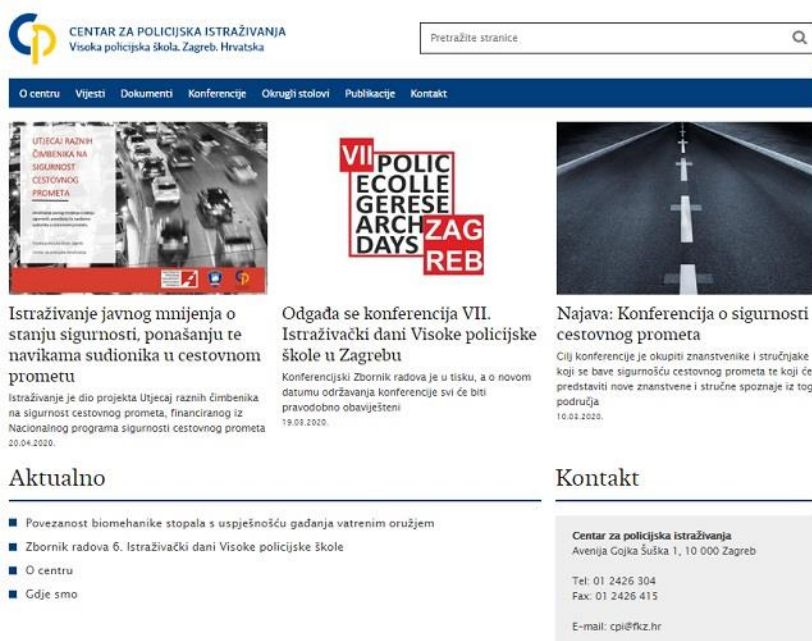 CENTAR ZA POLICIJSKA ISTRAŽIVANJA
Visoka policijska škola. Zagreb. Hrvatska
Pretražite stranice
O centru Vijesti Dokumenti Konferencije Okrugli stolovi Publikacije Kontakt
UTJECAJ RAZNIH
ČIMBENIKA NA
SIGURNOST
CESTOVNOG
PROMETA
VII POLIC
ECOLLE
GERESE
ARCH
DAYS ZAG
REB
Istraživanje javnog mnijenja o
stanju sigurnosti, ponašanju te
navikama sudionika u cestovnom
prometu
Istraživanje je dio projekta Utjecaj raznih čimbenika
na sigurnost cestovnog prometa, financiranog iz
Nacionalnog programa sigurnosti cestovnog prometa
20.04.2020.
Odgađa se konferencija VII.
Istraživački dani Visoke policijske
škole u Zagrebu
Konferencijski Zbornik radova je u tisku, a o novom
datumu održavanja konferencije svi će biti
pravodobno obaviješteni
19.03.2020.
Najava: Konferencija o sigurnosti
cestovnog prometa
Cilj konferencije je okupiti znanstvenike i stručnjake
koji se bave sigurnošću cestovnog prometa te koji će
predstaviti nove znanstvene i stručne spoznaje iz tog
područja
10.03.2020.
Aktualno
Povezanost biomehanike stopala s uspješnošću gađanja vatrenim oružjem
Zbornik radova 6. Istraživački dani Visoke policijske škole
O centru
Gdje smo
Kontakt
Centar za policijska istraživanja
Avenija Gojka Šuška 1, 10 000 Zagreb
Tel: 01 2426 304
Fax: 01 2426 415
E-mail: cpi@fkz.hr